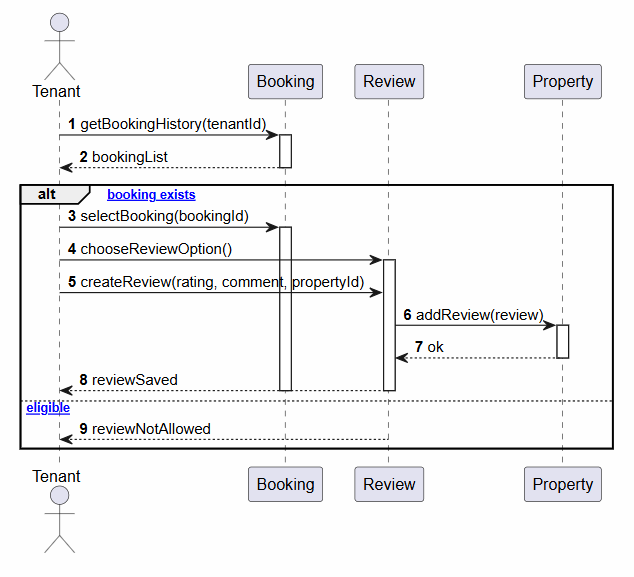 Tenant
Booking
Review
Property
1 getBookingHistory(tenantId)
2 bookingList
alt
booking exists
3 selectBooking(bookingId)
4 chooseReviewOption()
5 createReview(rating, comment, propertyId)
6 addReview(review)
7 ok
8 reviewSaved
eligible
9 reviewNotAllowed
Tenant
Booking
Review
Property